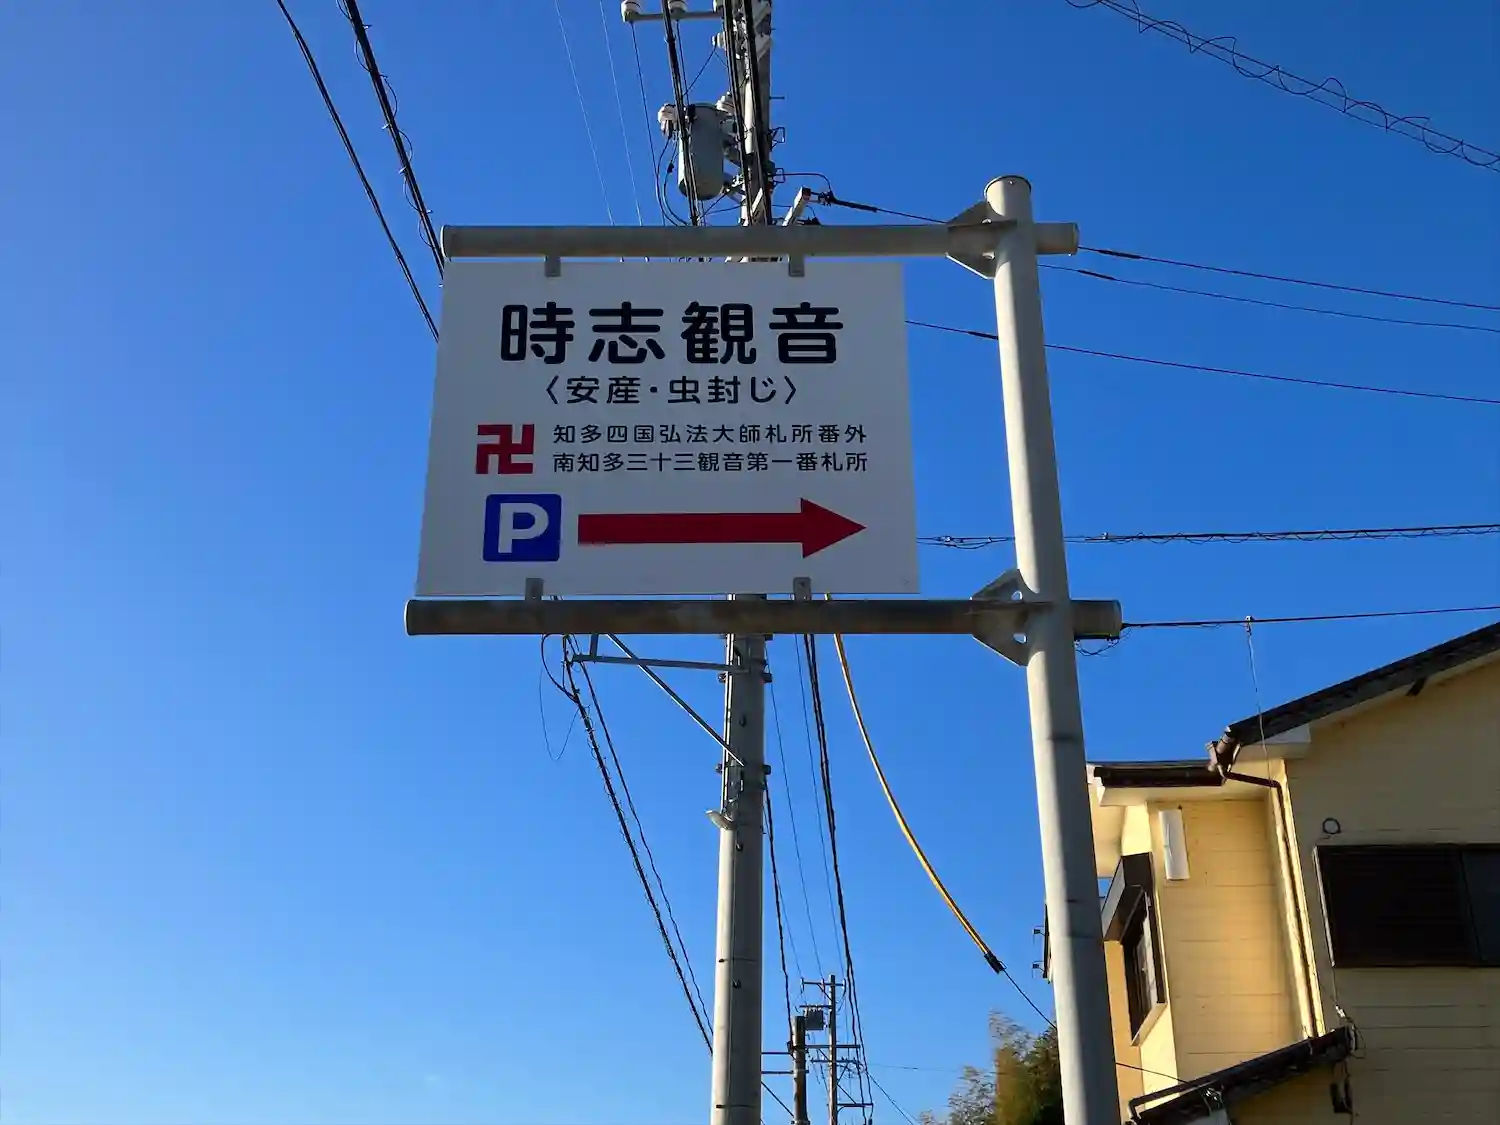 時志観音
〈安産・虫封じ〉
卍 知多四国弘法大師札所番外
南知多三十三観音第一番札所
P